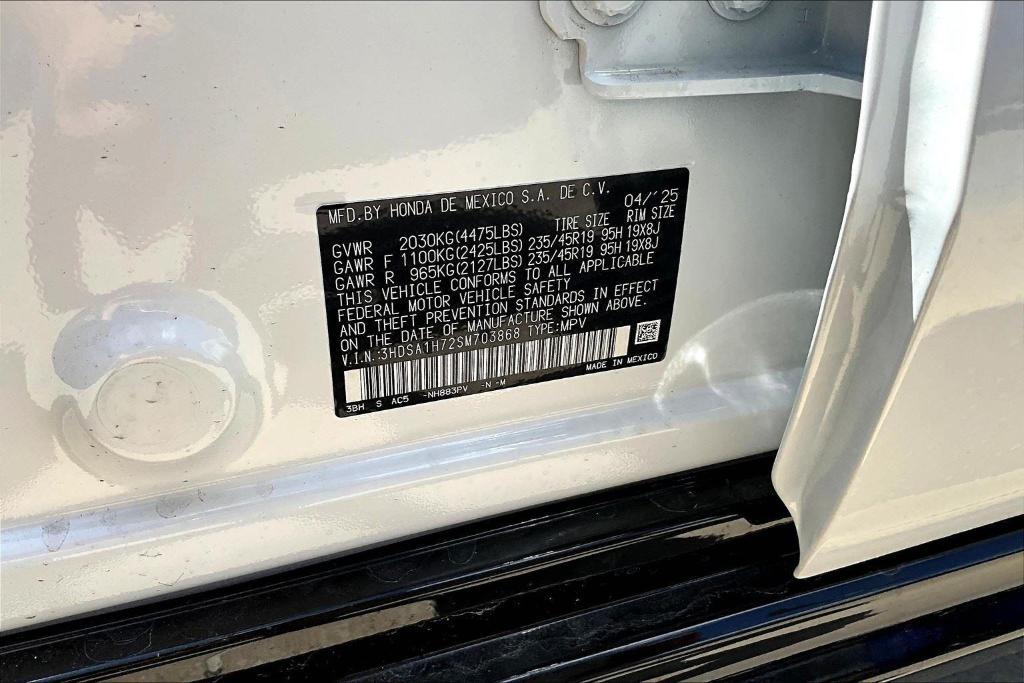 MFD.BY HONDA DE MEXICO S.A. DE C.V. 04/'25
TIRE SIZE RIM SIZE
GVWR 2030KG(4475LBS)
GAWR F 1100KG(2425LBS) 235/45R19 95H 19X8J
GAWR R 965KG(2127LBS) 235/45R19 95H 19X8J
THIS VEHICLE CONFORMS TO ALL APPLICABLE
FEDERAL MOTOR VEHICLE SAFETY
AND THEFT PREVENTION STANDARDS IN EFFECT
ON THE DATE OF MANUFACTURE SHOWN ABOVE.
V.I.N:3HDSA1H72SM703868 TYPE:MPV
MADE IN MEXICO
3BH S AC5 -NH883PV -N -M